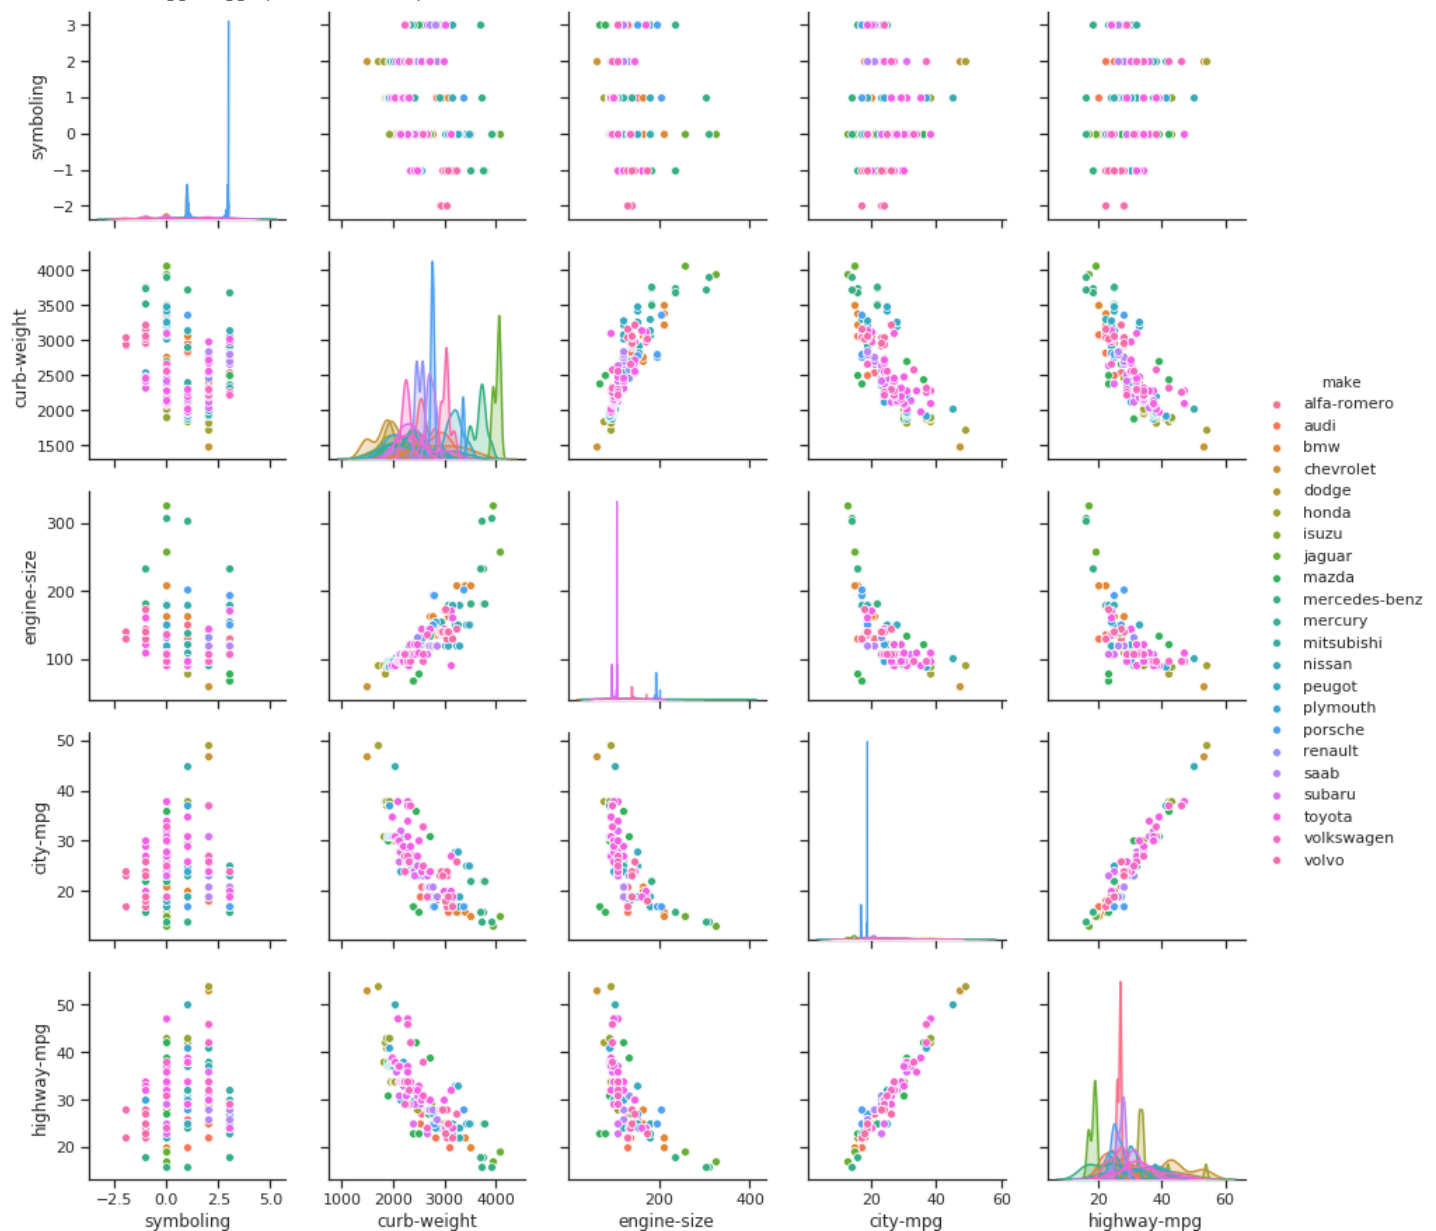 3
2
1
0
−1
−2
symboling
4000
3500
3000
2500
2000
1500
curb-weight
300
200
100
engine-size
50
40
30
20
city-mpg
50
40
30
20
highway-mpg
−2.5 0.0 2.5 5.0 1000 2000 3000 4000 200 400 20 40 60 20 40 60
symboling curb-weight engine-size city-mpg highway-mpg
make
alfa-romero
audi
bmw
chevrolet
dodge
honda
isuzu
jaguar
mazda
mercedes-benz
mercury
mitsubishi
nissan
peugot
plymouth
porsche
renault
saab
subaru
toyota
volkswagen
volvo